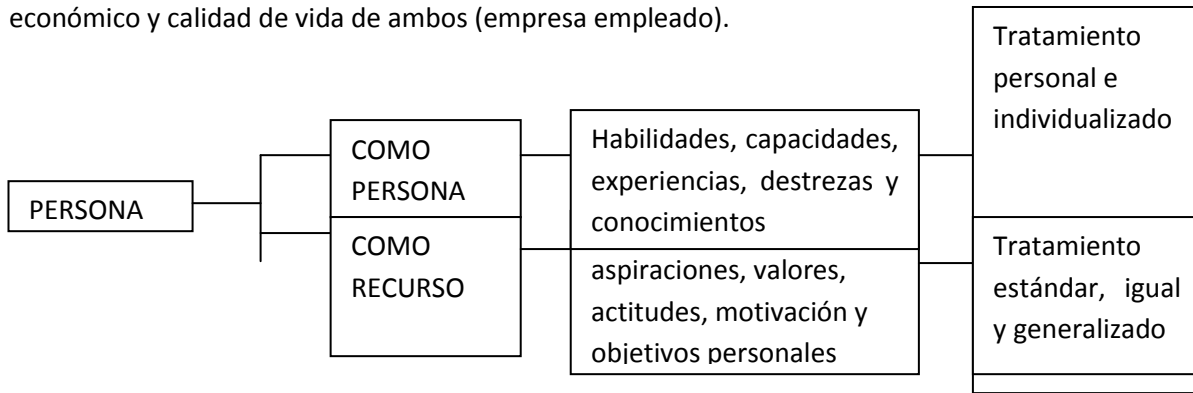 económico y calidad de vida de ambos (empresa empleado).
PERSONA
COMO
PERSONA
COMO
RECURSO
Habilidades, capacidades,
experiencias, destrezas y
conocimientos
aspiraciones, valores,
actitudes, motivación y
objetivos personales
Tratamiento
personal e
individualizado
Tratamiento
estándar, igual
y generalizado